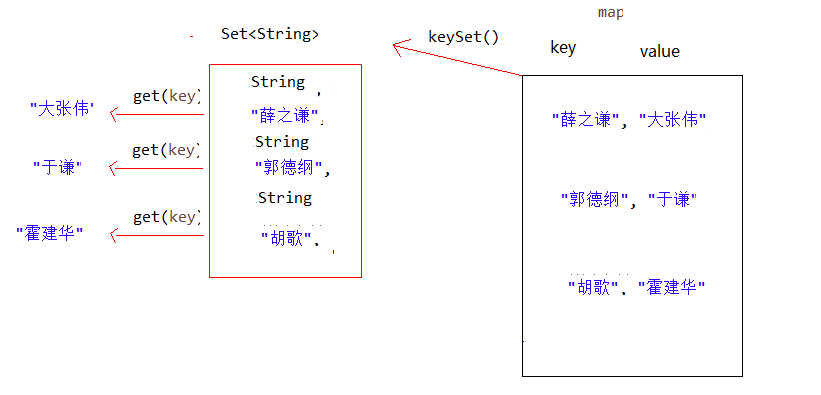 map
Set<String>
keySet()
key
value
String ,
get(key)
"大张伟'
"薛之谦",
"薛之谦", "大张伟"
String
get(key)
"于谦"
"郭德纲",
String
"郭德纲", "于谦"
get(key)
"霍建华"
"胡歌".
"胡歌". "霍建华"